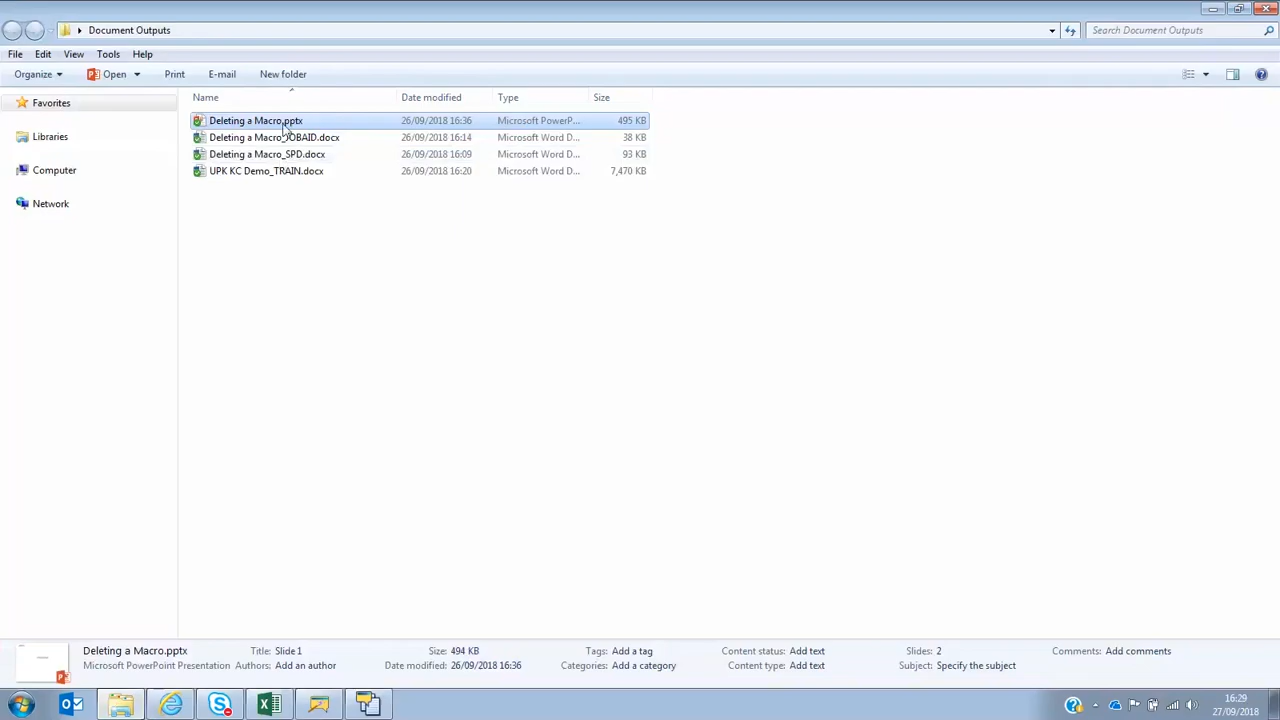 Document Outputs
Search Document Outputs
File Edit View Tools Help
Organize Open Print E-mail New folder
Name Date modified Type Size
Favorites
Libraries
Computer
Network
Deleting a Macro.pptx 26/09/2018 16:36 Microsoft PowerP... 495 KB
Deleting a Macro_JOBAID.docx 26/09/2018 16:14 Microsoft Word D... 38 KB
Deleting a Macro_SPD.docx 26/09/2018 16:09 Microsoft Word D... 93 KB
UPK KC Demo_TRAIN.docx 26/09/2018 16:20 Microsoft Word D... 7,470 KB
Deleting a Macro.pptx Title: Slide 1 Size: 494 KB Tags: Add a tag Content status: Add text Slides: 2 Comments: Add comments
Microsoft PowerPoint Presentation Authors: Add an author Date modified: 26/09/2018 16:36 Categories: Add a category Content type: Add text Subject: Specify the subject
16:29
27/09/2018